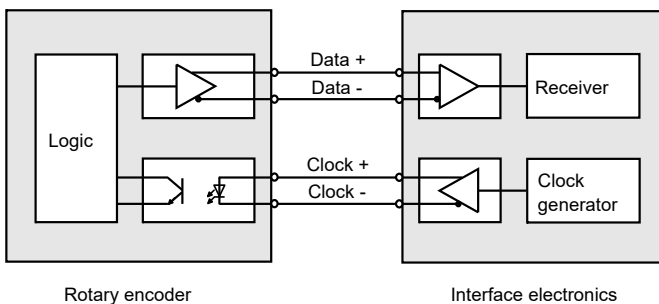 Data +
Data -
Logic
Receiver
Clock +
Clock -
Clock
generator
Rotary encoder
Interface electronics